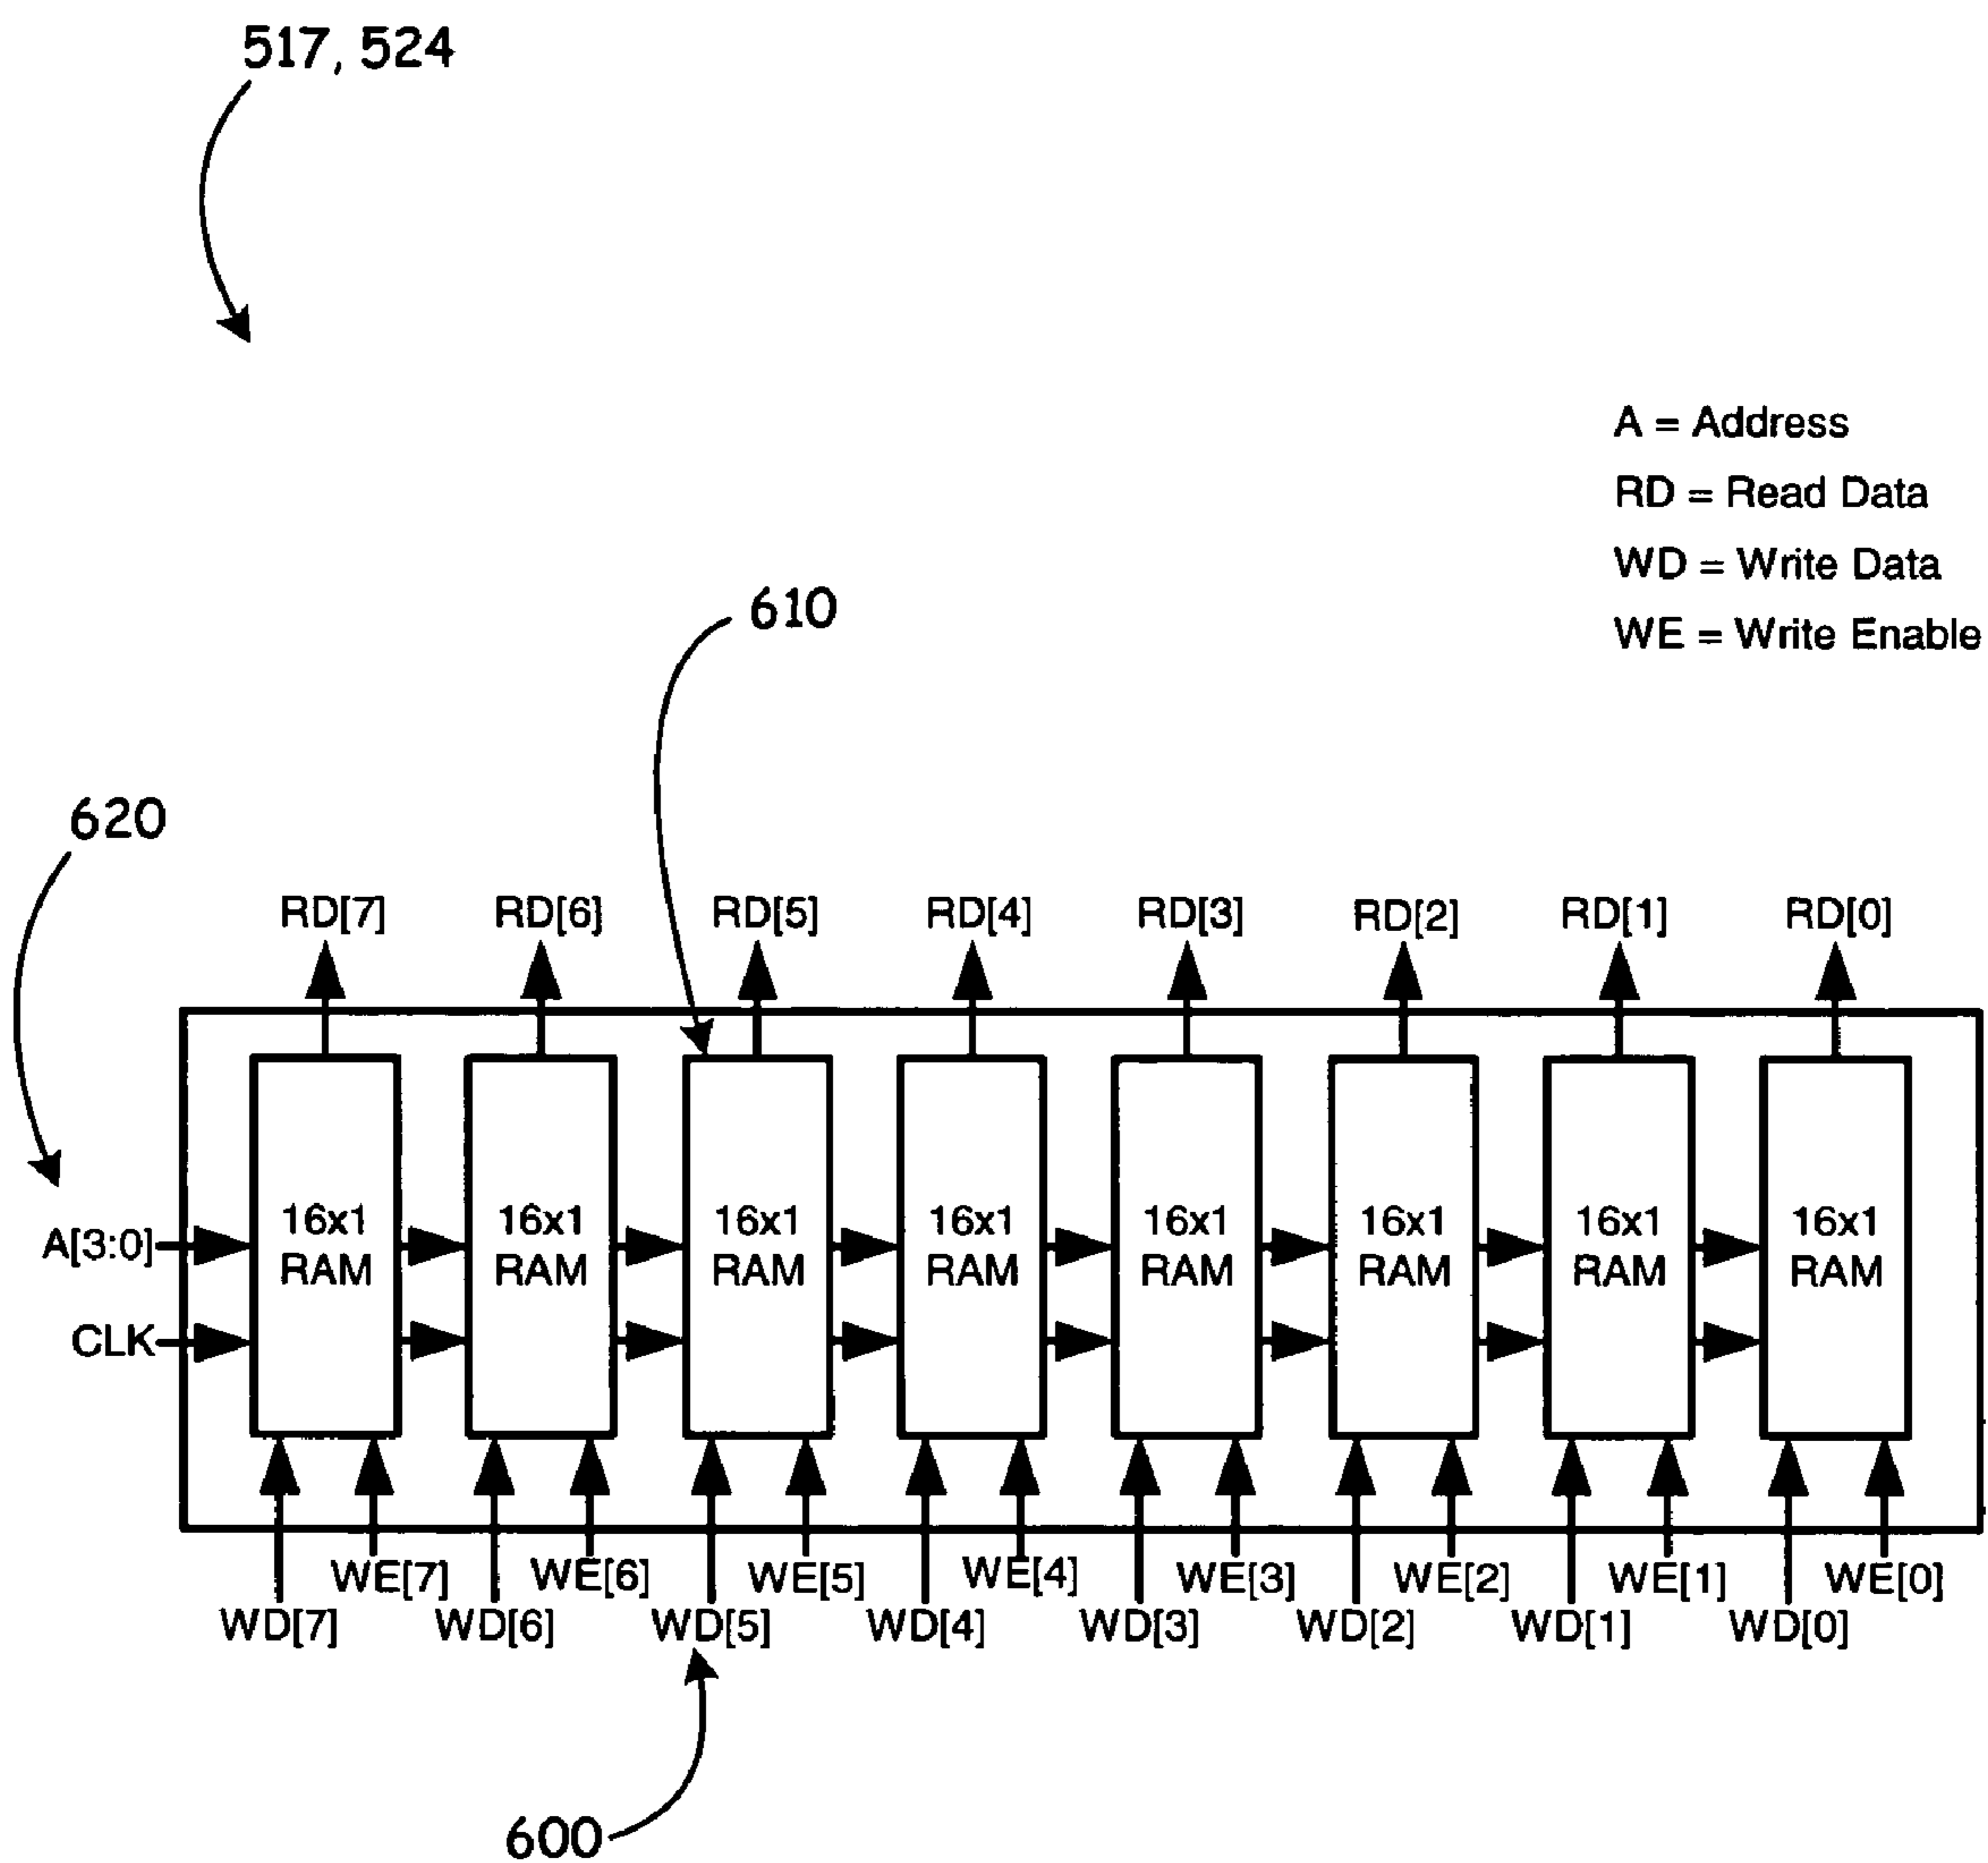 517, 524
A = Address
RD = Read Data
WD = Write Data
WE = Write Enable
610
620
RD[7] RD[6] RD[5] RD[4] RD[3] RD[2] RD[1] RD[0]
16x1 16x1 16x1 16x1 16x1 16x1 16x1 16x1
A[3:0] RAM RAM RAM RAM RAM RAM RAM RAM
CLK
WE[7] WE[6] WE[5] WE[4] WE[3] WE[2] WE[1] WE[0]
WD[7] WD[6] WD[5] WD[4] WD[3] WD[2] WD[1] WD[0]
600